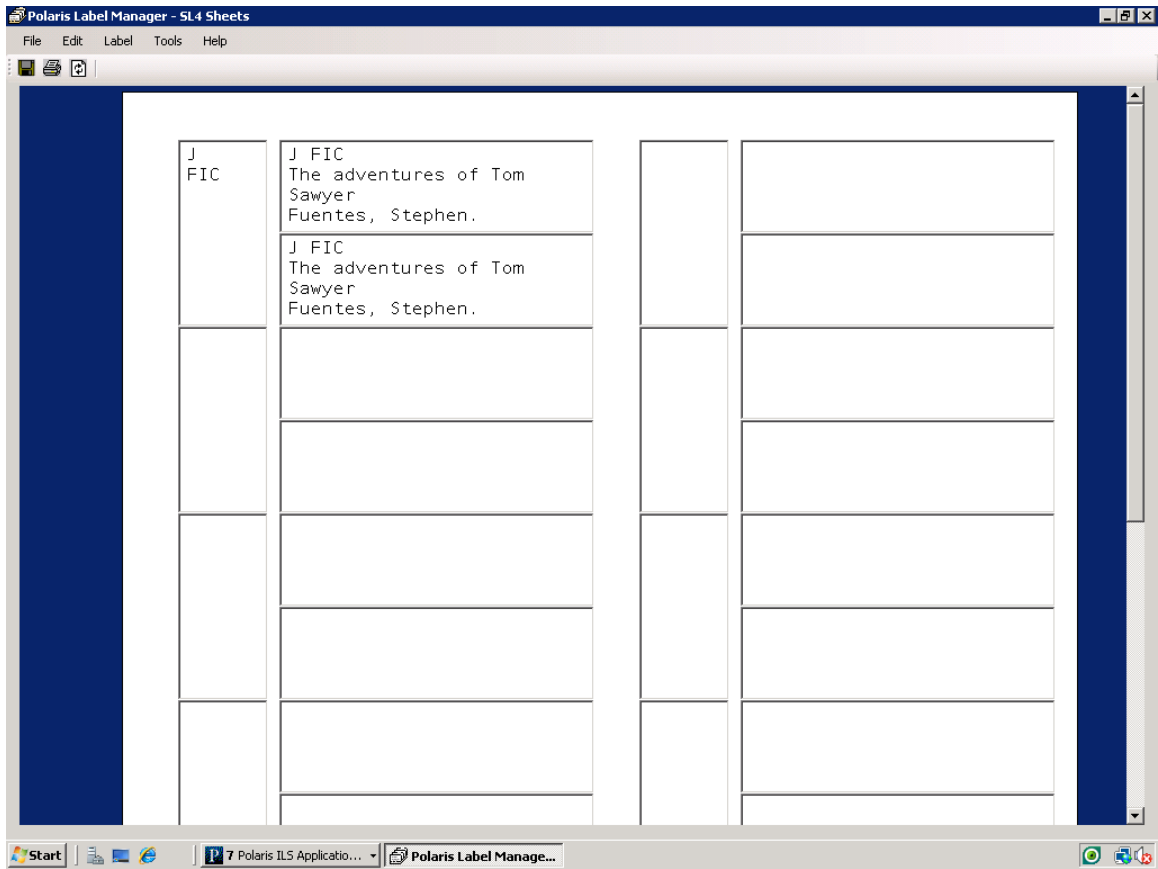 Polaris Label Manager - SL4 Sheets
File Edit Label Tools Help
J
FIC
J FIC
The adventures of Tom
Sawyer
Fuentes, Stephen.
J FIC
The adventures of Tom
Sawyer
Fuentes, Stephen.
Start P 7 Polaris ILS Applicatio... Polaris Label Manage...